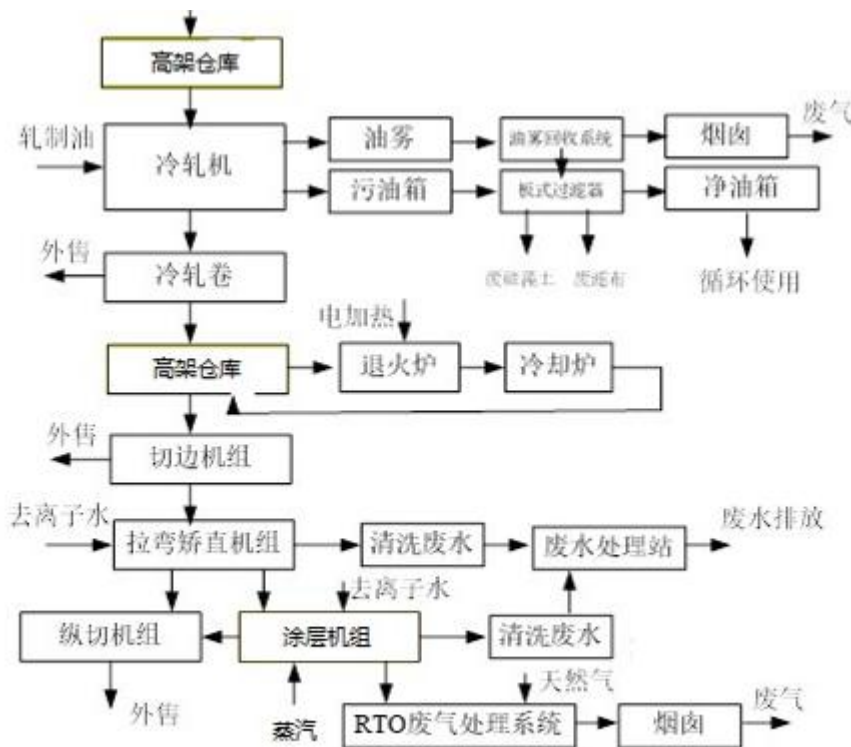 高架仓库
轧制油
冷轧机
油雾
油雾回收系统
烟囱
废气
污油箱
板式过滤器
净油箱
外售
冷轧卷
废硅藻土
废滤布
循环使用
电加热
高架仓库
退火炉
冷却炉
外售
切边机组
去离子水
拉弯矫直机组
清洗废水
废水处理站
废水排放
去离子水
纵切机组
涂层机组
清洗废水
外售
蒸汽
天然气
RTO废气处理系统
烟囱
废气